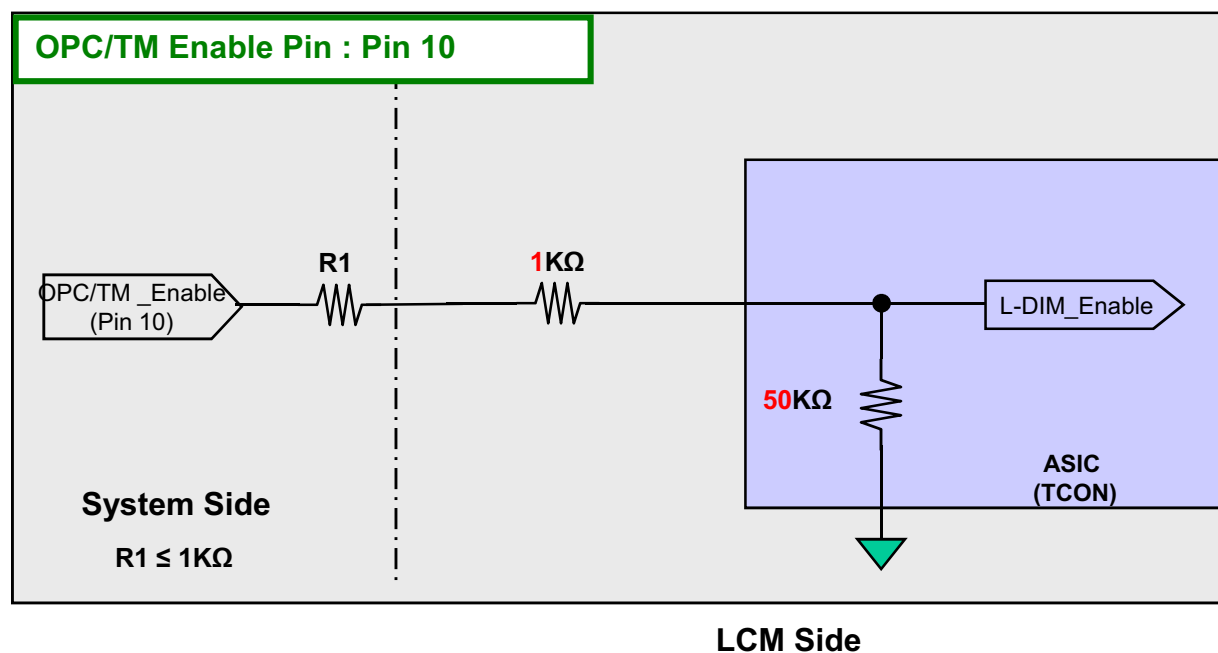 OPC/TM Enable Pin : Pin 10
R1
1KΩ
OPC/TM _Enable
(Pin 10)
L-DIM_Enable
50KΩ
ASIC
(TCON)
System Side
R1 ≤ 1KΩ
LCM Side